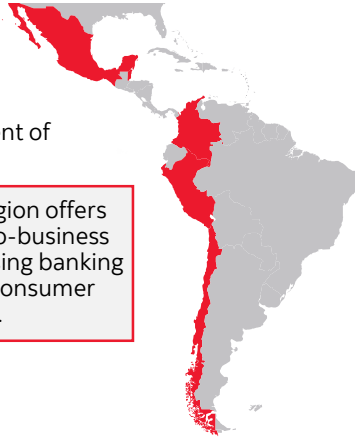 ent of
gion offers
o-business
ing banking
onsumer
.